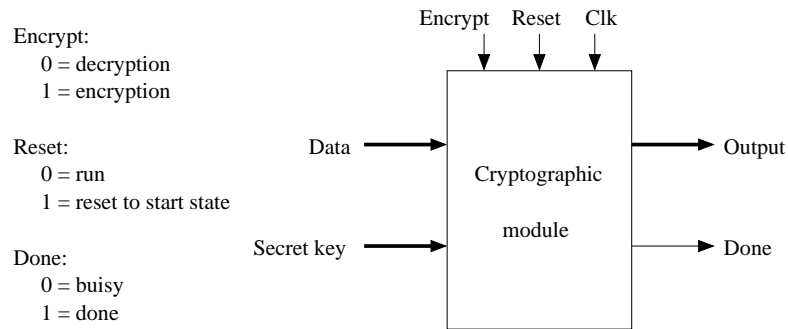 Encrypt:
0 = decryption
1 = encryption
Reset:
0 = run
1 = reset to start state
Done:
0 = buisy
1 = done
Encrypt Reset Clk
Data
Secret key
Cryptographic
module
Output
Done